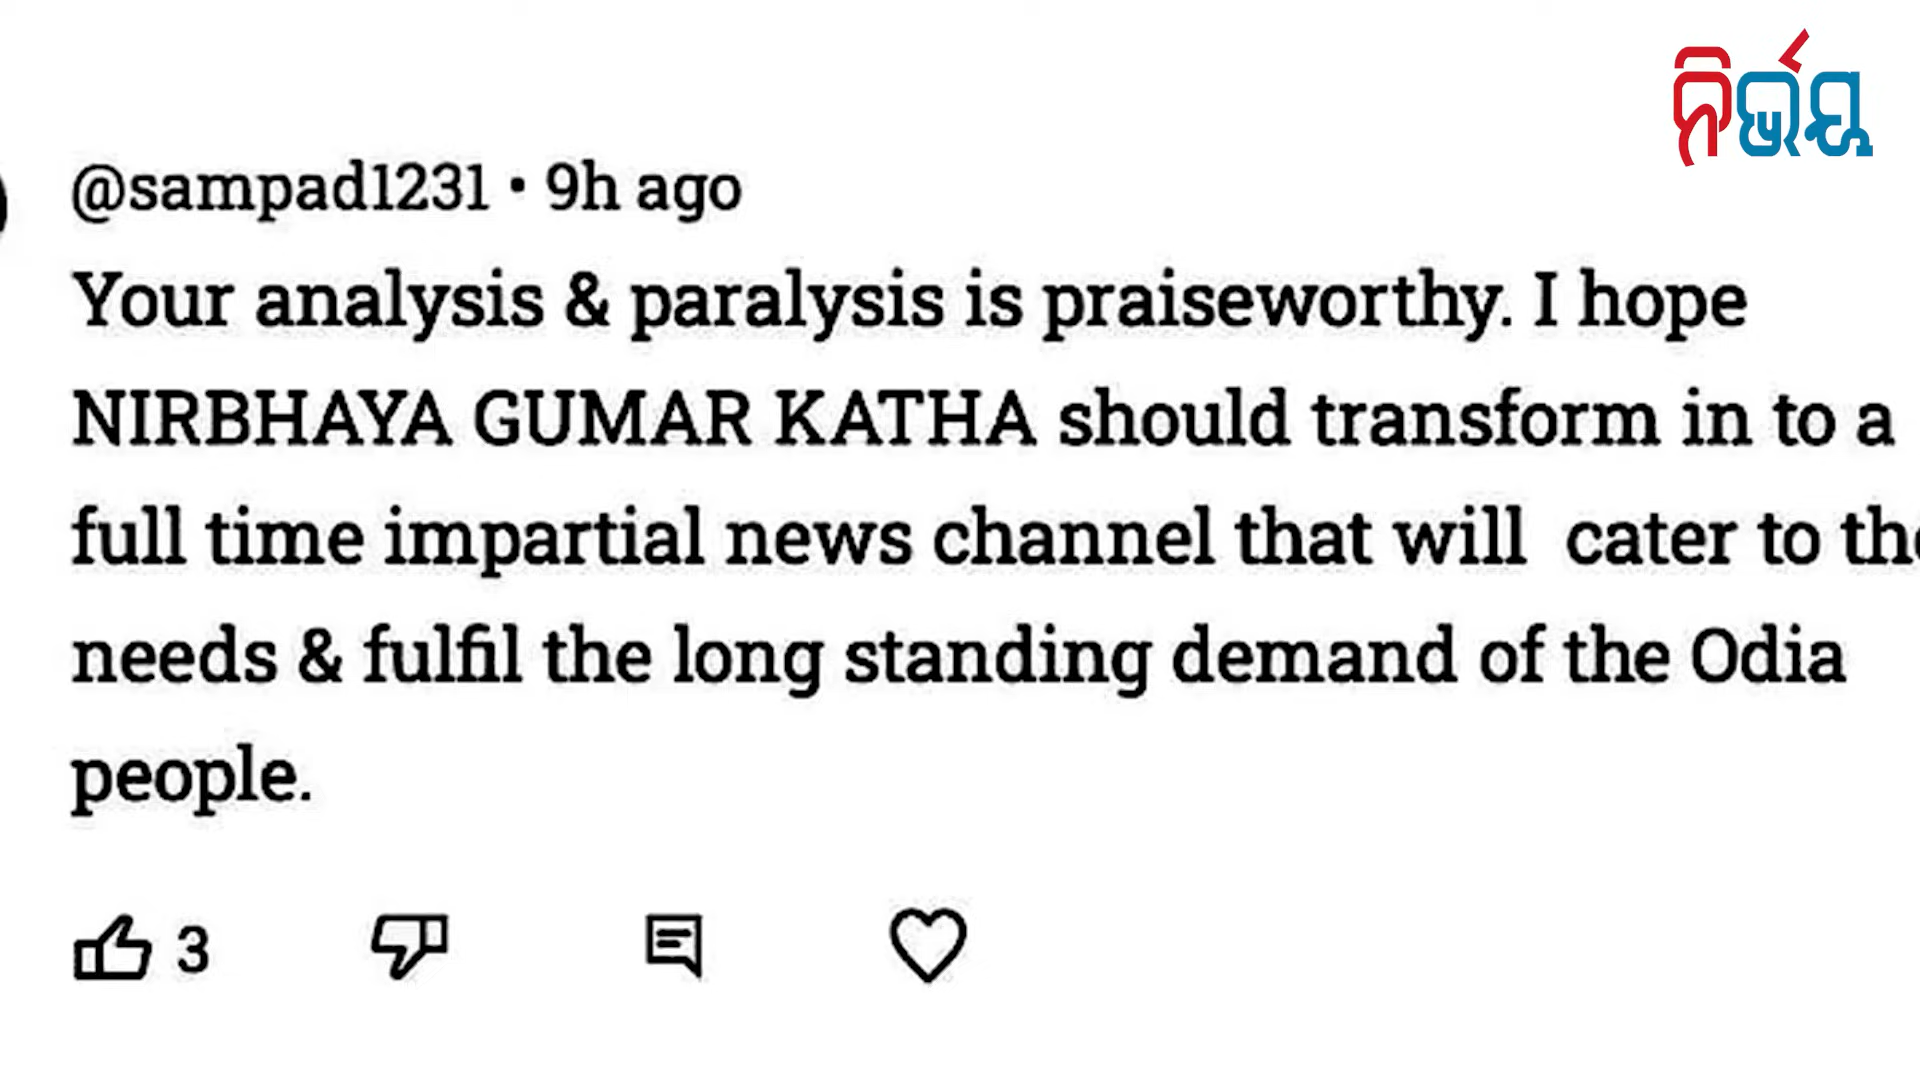 ନିର୍ଭୟ
@sampad1231 • 9h ago
Your analysis & paralysis is praiseworthy. I hope
NIRBHAYA GUMAR KATHA should transform in to a
full time impartial news channel that will cater to the
needs & fulfil the long standing demand of the Odia
people.
3